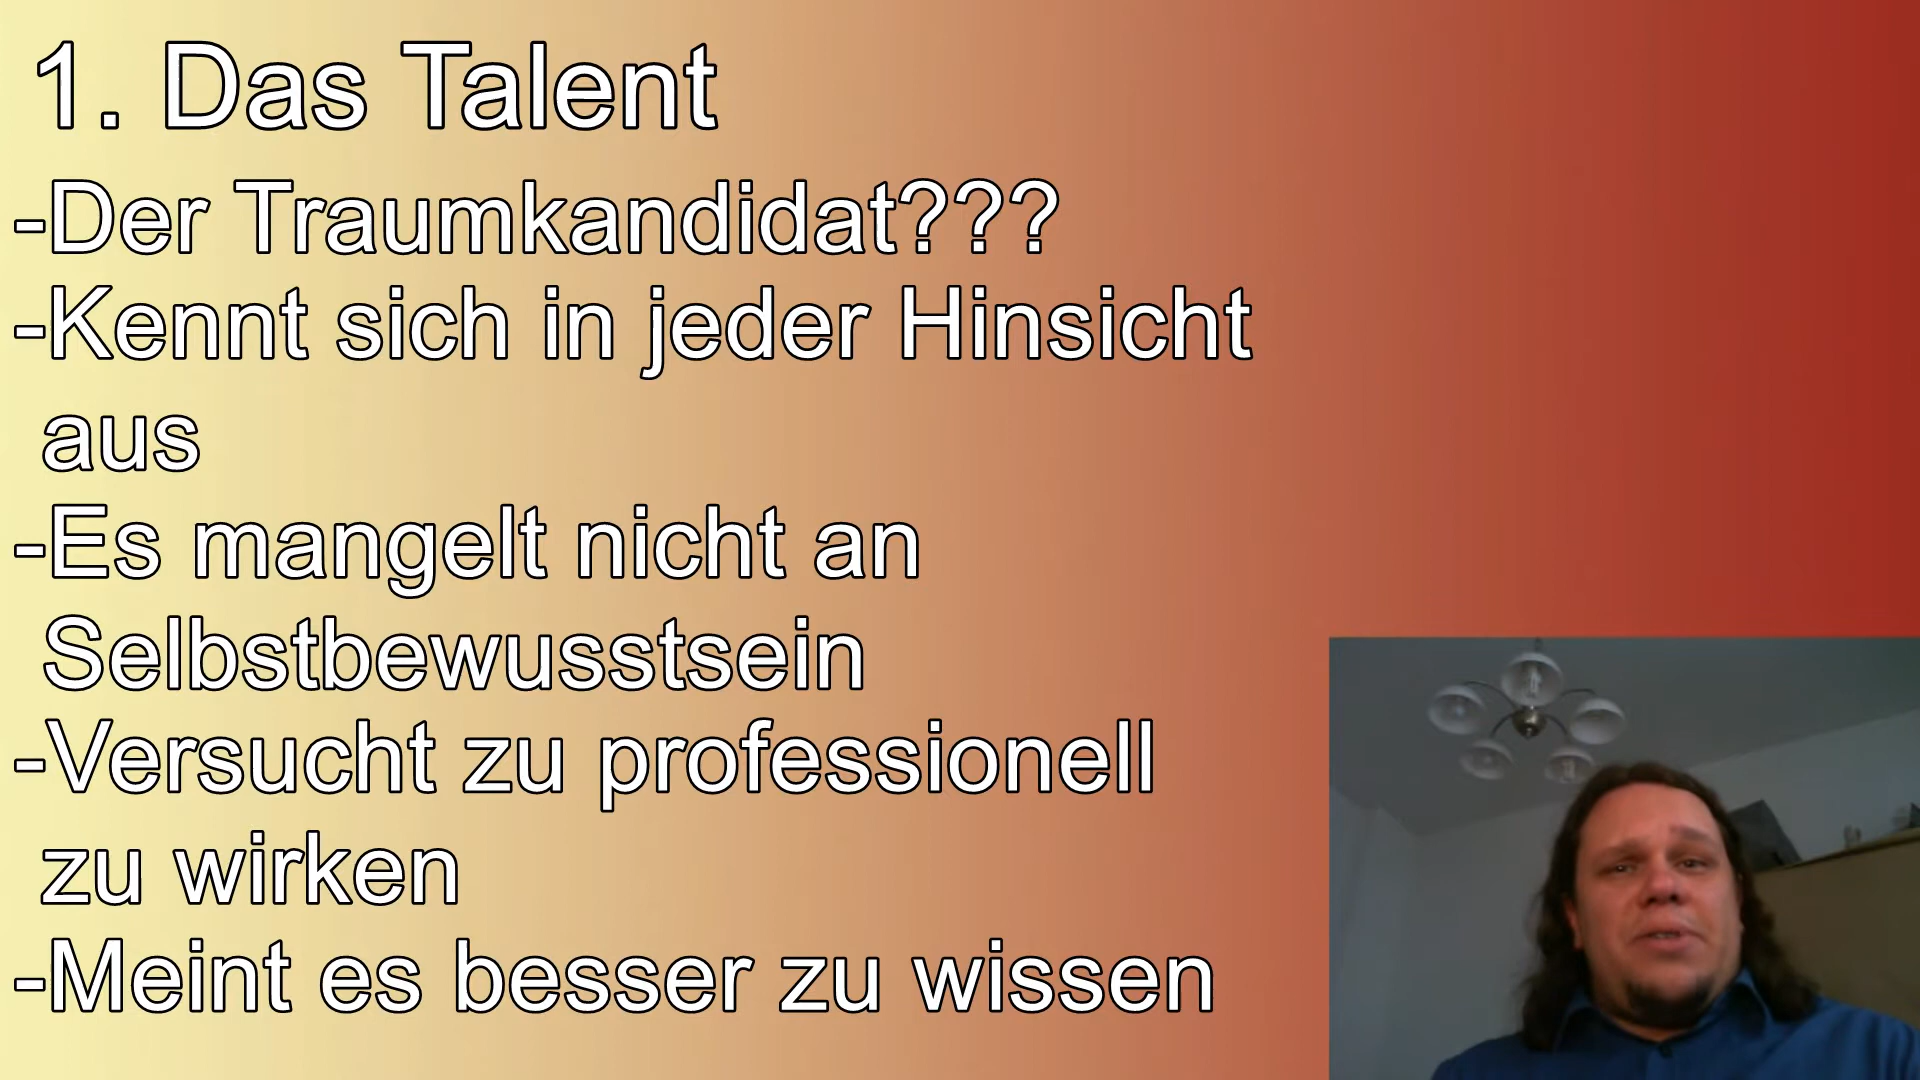 1. Das Talent
-Der Traumkandidat???
-Kennt sich in jeder Hinsicht
aus
-Es mangelt nicht an
Selbstbewusstsein
-Versucht zu professionell
zu wirken
-Meint es besser zu wissen